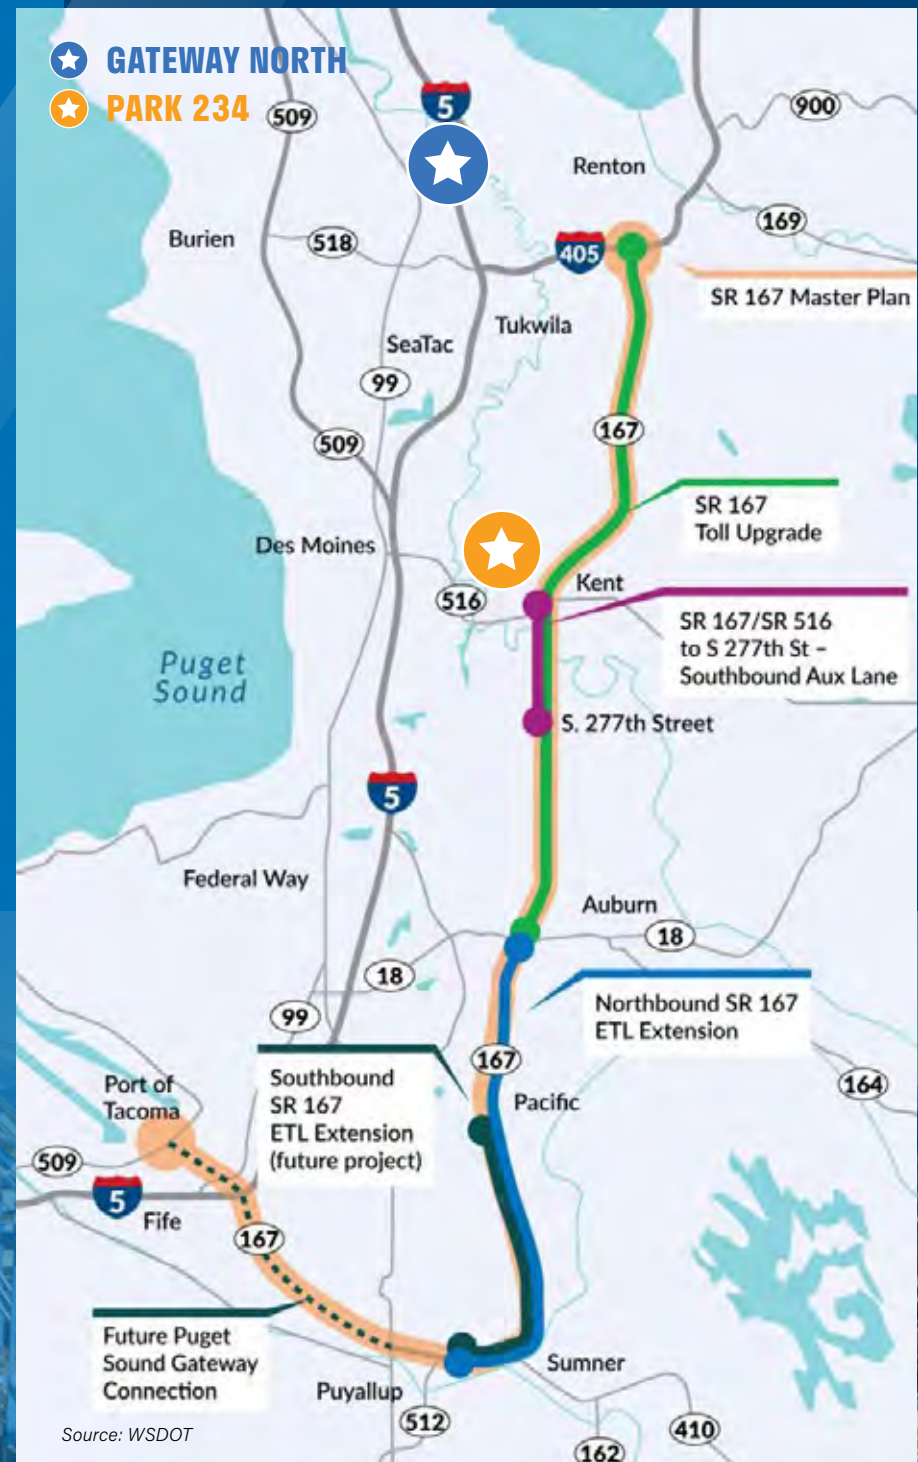 GATEWAY NORTH
PARK 234
5
509
900
Renton
169
Burien
518
405
SR 167 Master Plan
Tukwila
SeaTac
99
167
509
SR 167
Toll Upgrade
Des Moines
Kent
516
SR 167/SR 516
to S 277th St –
Southbound Aux Lane
Puget
Sound
S. 277th Street
5
Federal Way
Auburn
18
18
99
Northbound SR 167
ETL Extension
167
Southbound
SR 167
ETL Extension
(future project)
Port of
Tacoma
Pacific
164
509
5
Fife
167
Future Puget
Sound Gateway
Connection
Sumner
Puyallup
512
410
162
Source: WSDOT